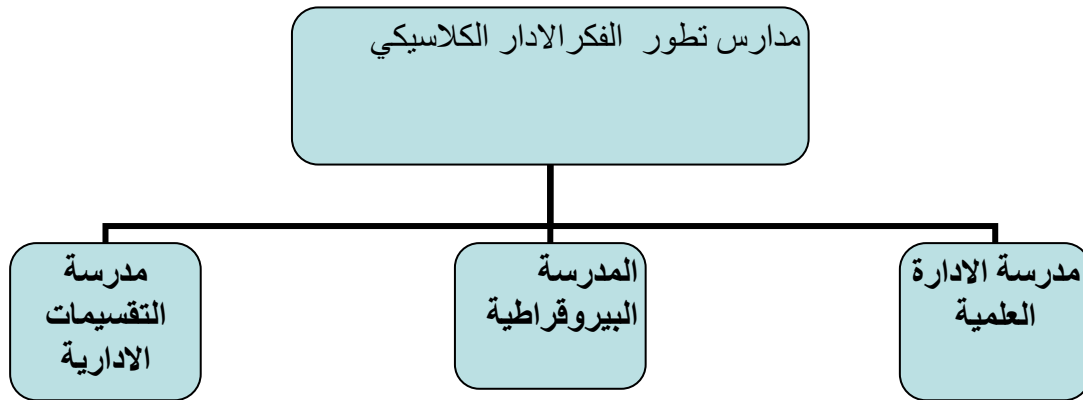 مدارس تطور الفكر الادار الكلاسيكي
مدرسة الادارة
العلمية
المدرسة
البيروقراطية
مدرسة
التقسيمات
الادارية